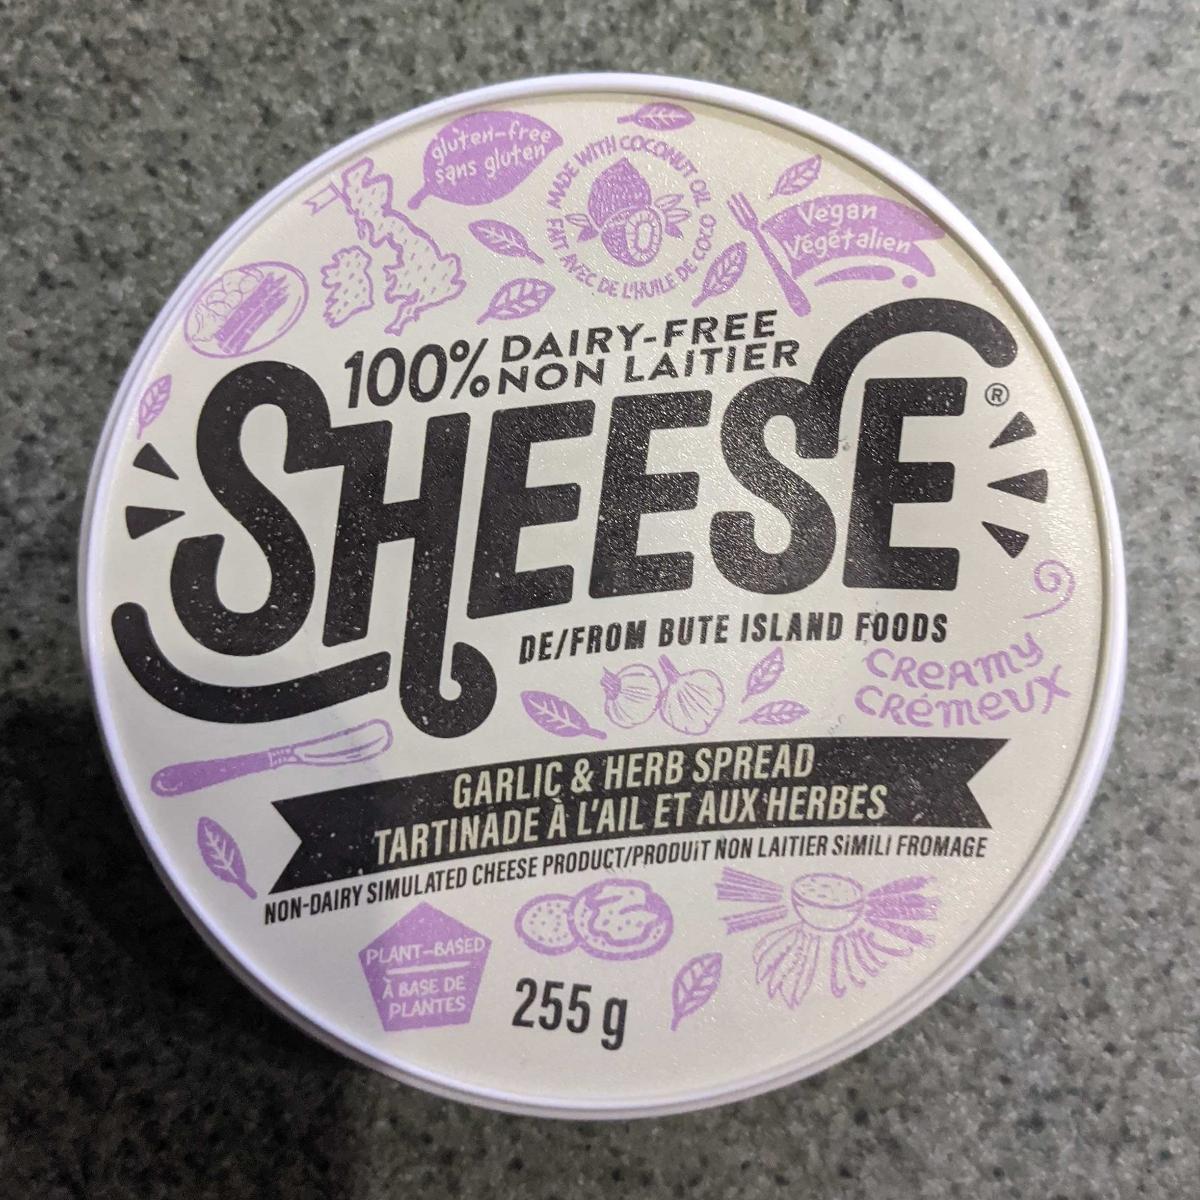 gluten-free
sans gluten
MADE WITH COCONUT OIL
FAIT AVEC DE L'HUILE DE COCO
Vegan
Végétalien
100% DAIRY-FREE
NON LAITIER
SHEESE®
DE/FROM BUTE ISLAND FOODS
CREAMY
CRÉMEUX
GARLIC & HERB SPREAD
TARTINADE À L'AIL ET AUX HERBES
NON-DAIRY SIMULATED CHEESE PRODUCT/PRODUIT NON LAITIER SIMILI FROMAGE
PLANT-BASED
À BASE DE
PLANTES
255 g